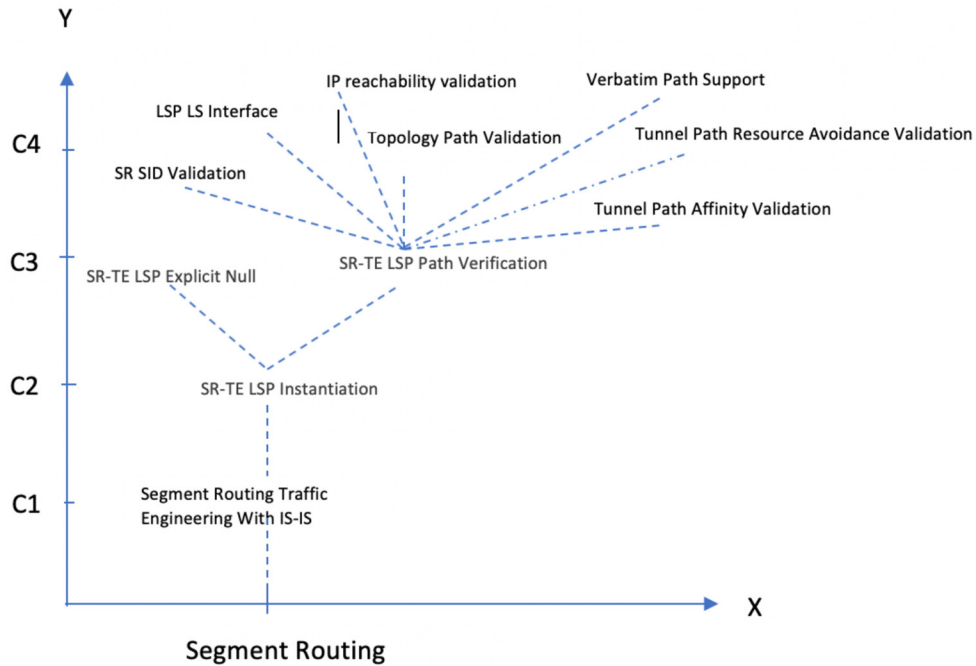 Y
IP reachability validation
Verbatim Path Support
LSP LS Interface
Topology Path Validation
Tunnel Path Resource Avoidance Validation
C4
SR SID Validation
Tunnel Path Affinity Validation
C3
SR-TE LSP Path Verification
SR-TE LSP Explicit Null
C2
SR-TE LSP Instantiation
C1
Segment Routing Traffic
Engineering With IS-IS
X
Segment Routing